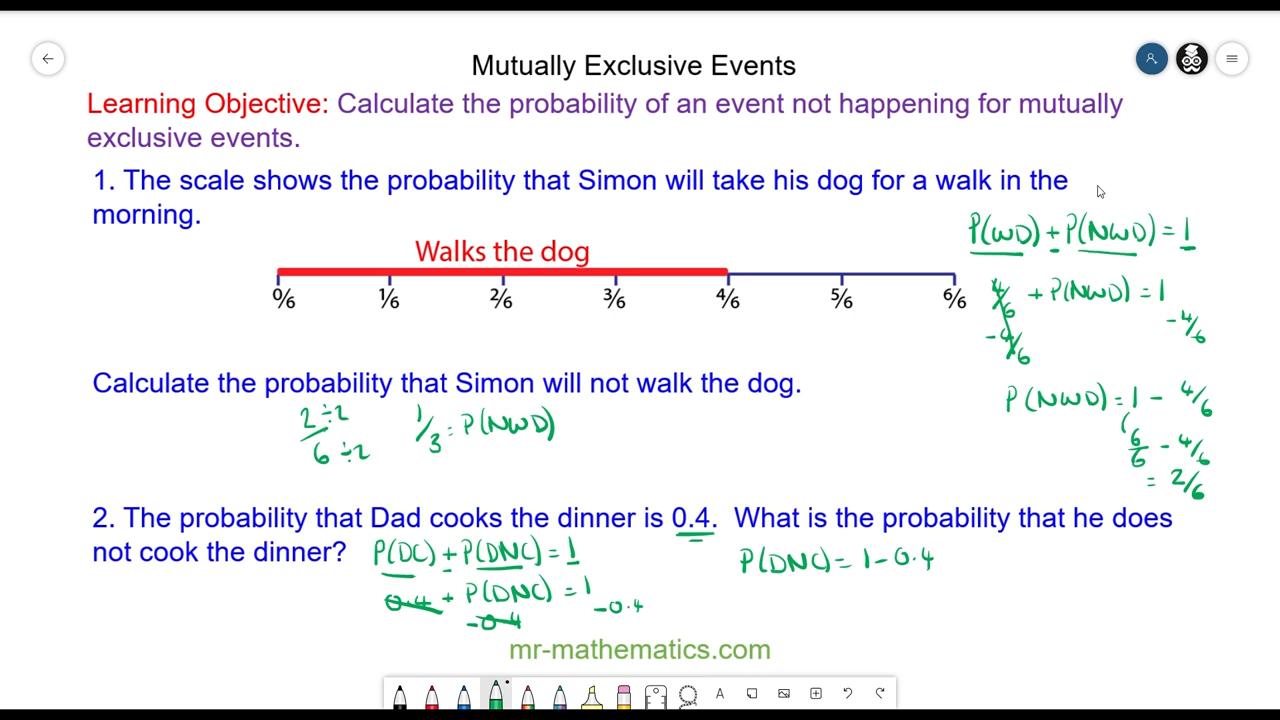 Mutually Exclusive Events
Learning Objective: Calculate the probability of an event not happening for mutually
exclusive events.
1. The scale shows the probability that Simon will take his dog for a walk in the
morning.
P(WD) + P(NWD) = 1
Walks the dog
0/6 1/6 2/6 3/6 4/6 5/6 6/6
4/6 + P(NWD) = 1
-4/6 -4/6
Calculate the probability that Simon will not walk the dog.
P(NWD) = 1 - 4/6
2÷2
6÷2
1/3 = P(NWD)
6/6 - 4/6
= 2/6
2. The probability that Dad cooks the dinner is 0.4. What is the probability that he does
not cook the dinner? P(DC) + P(DNC) = 1
P(DNC) = 1 - 0.4
0.4 + P(DNC) = 1
-0.4 -0.4
mr-mathematics.com
A